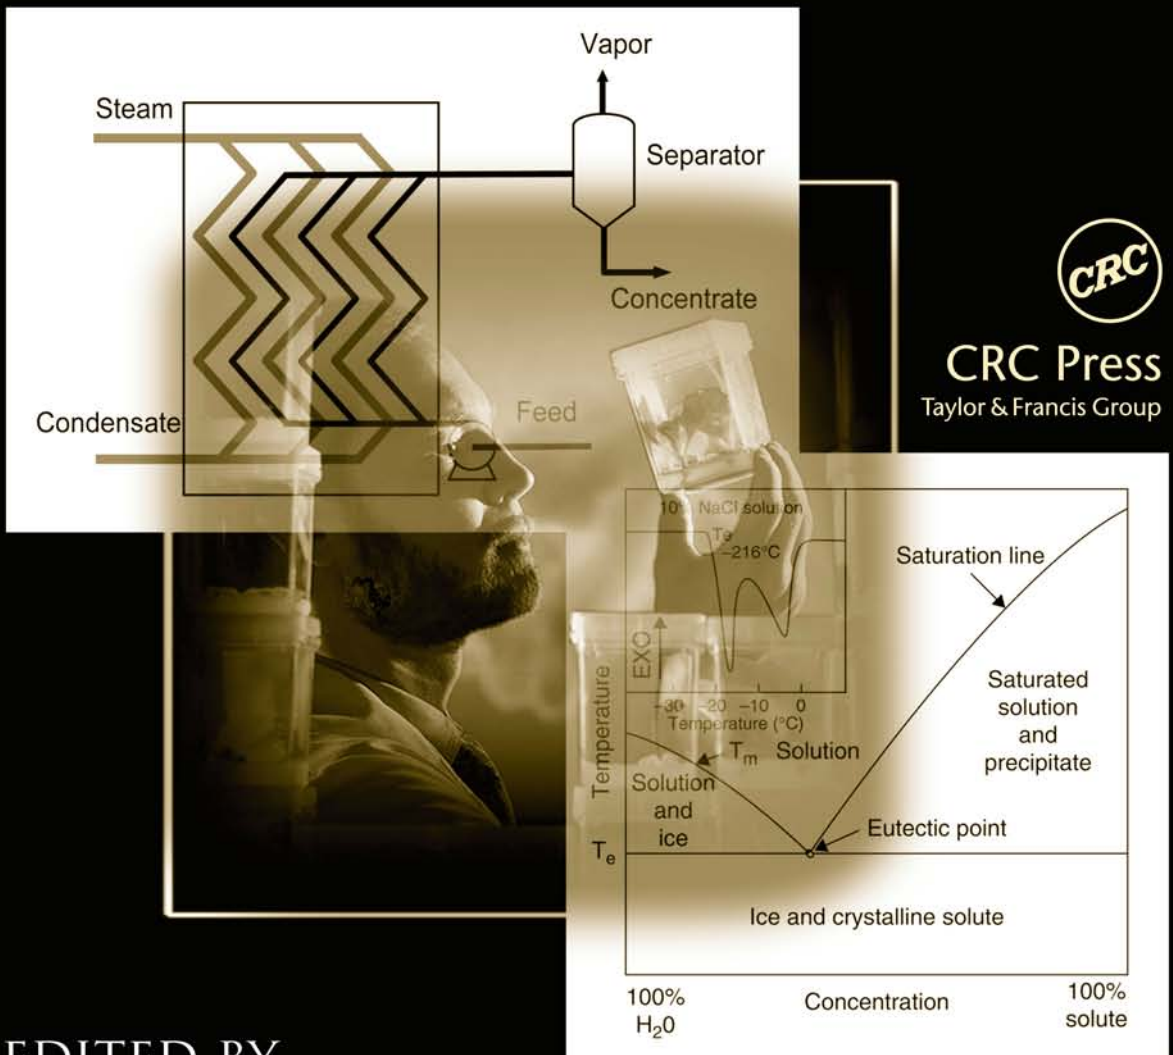 Vapor
Steam
Separator
Concentrate
Condensate
Feed
CRC
CRC Press
Taylor & Francis Group
10% NaCl solution
Te
–216°C
EXO
–30 –20 –10 0
Temperature (°C)
Temperature
Saturation line
Saturated
solution
and
precipitate
Tm Solution
Solution
and
ice
Eutectic point
Te
Ice and crystalline solute
100%
H20
Concentration
100%
solute
EDITED BY